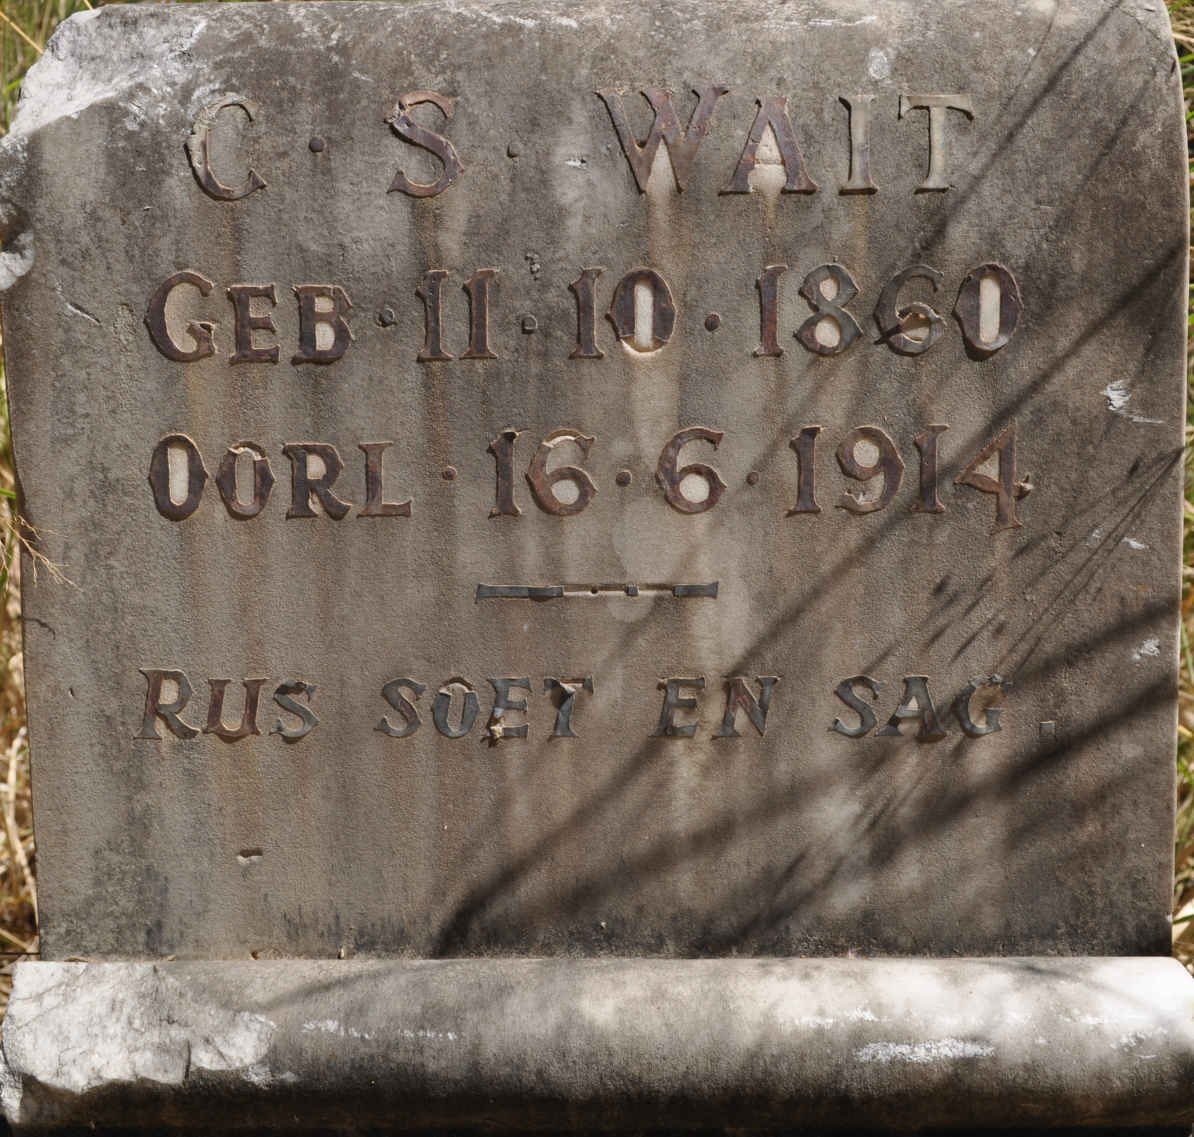 C · S · WAIT
GEB · 11 · 10 · 1860
OORL · 16 · 6 · 1914
RUS SOET EN SAG.